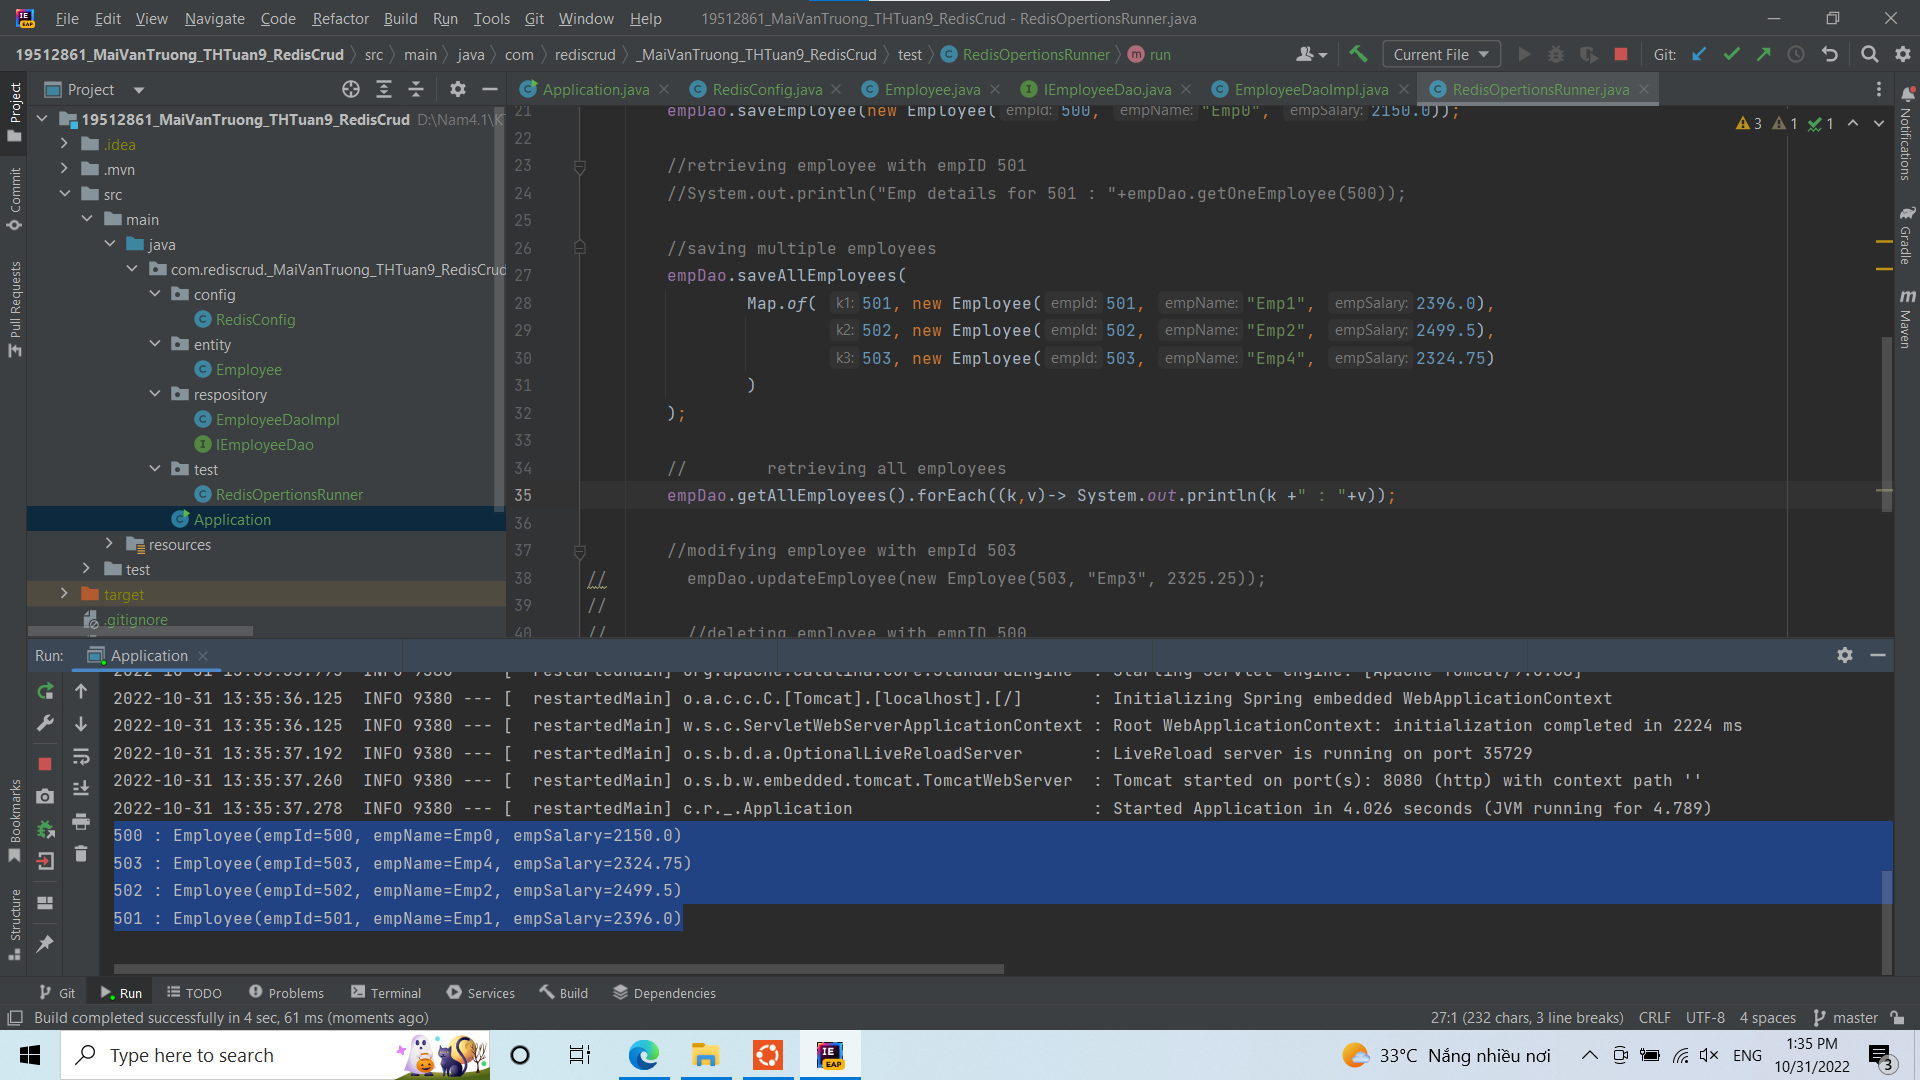 File Edit View Navigate Code Refactor Build Run Tools Git Window Help 19512861_MaiVanTruong_THTuan9_RedisCrud - RedisOpertionsRunner.java
19512861_MaiVanTruong_THTuan9_RedisCrud src main java com rediscrud _MaiVanTruong_THTuan9_RedisCrud test RedisOpertionsRunner run Current File Git:
Project Application.java RedisConfig.java Employee.java IEmployeeDao.java EmployeeDaoImpl.java RedisOpertionsRunner.java
Project
Commit
Pull Requests
Bookmarks
Structure
Notifications
Gradle
Maven
19512861_MaiVanTruong_THTuan9_RedisCrud D:\Nam4.1\K
.idea
.mvn
src
main
java
com.rediscrud._MaiVanTruong_THTuan9_RedisCrud
config
RedisConfig
entity
Employee
respository
EmployeeDaoImpl
IEmployeeDao
test
RedisOpertionsRunner
Application
resources
test
target
.gitignore
3 1 1
21 empDao.saveEmployee(new Employee( empId: 500, empName: "Emp0", empSalary: 2150.0));
22
23 //retrieving employee with empID 501
24 //System.out.println("Emp details for 501 : "+empDao.getOneEmployee(500));
25
26 //saving multiple employees
27 empDao.saveAllEmployees(
28 Map.of( k1: 501, new Employee( empId: 501, empName: "Emp1", empSalary: 2396.0),
29 k2: 502, new Employee( empId: 502, empName: "Emp2", empSalary: 2499.5),
30 k3: 503, new Employee( empId: 503, empName: "Emp4", empSalary: 2324.75)
31 )
32 );
33
34 // retrieving all employees
35 empDao.getAllEmployees().forEach((k,v)-> System.out.println(k +" : "+v));
36
37 //modifying employee with empId 503
38 // empDao.updateEmployee(new Employee(503, "Emp3", 2325.25));
39 //
40 // //deleting employee with empID 500
Run: Application
2022-10-31 13:35:36.125 INFO 9380 --- [ restartedMain] o.a.c.c.C.[Tomcat].[localhost].[/] : Initializing Spring embedded WebApplicationContext
2022-10-31 13:35:36.125 INFO 9380 --- [ restartedMain] w.s.c.ServletWebServerApplicationContext : Root WebApplicationContext: initialization completed in 2224 ms
2022-10-31 13:35:37.192 INFO 9380 --- [ restartedMain] o.s.b.d.a.OptionalLiveReloadServer : LiveReload server is running on port 35729
2022-10-31 13:35:37.260 INFO 9380 --- [ restartedMain] o.s.b.w.embedded.tomcat.TomcatWebServer : Tomcat started on port(s): 8080 (http) with context path ''
2022-10-31 13:35:37.278 INFO 9380 --- [ restartedMain] c.r._.Application : Started Application in 4.026 seconds (JVM running for 4.789)
500 : Employee(empId=500, empName=Emp0, empSalary=2150.0)
503 : Employee(empId=503, empName=Emp4, empSalary=2324.75)
502 : Employee(empId=502, empName=Emp2, empSalary=2499.5)
501 : Employee(empId=501, empName=Emp1, empSalary=2396.0)
Git Run TODO Problems Terminal Services Build Dependencies
Build completed successfully in 4 sec, 61 ms (moments ago) 27:1 (232 chars, 3 line breaks) CRLF UTF-8 4 spaces master
Type here to search 33°C Nắng nhiều nơi ENG 1:35 PM
10/31/2022 3